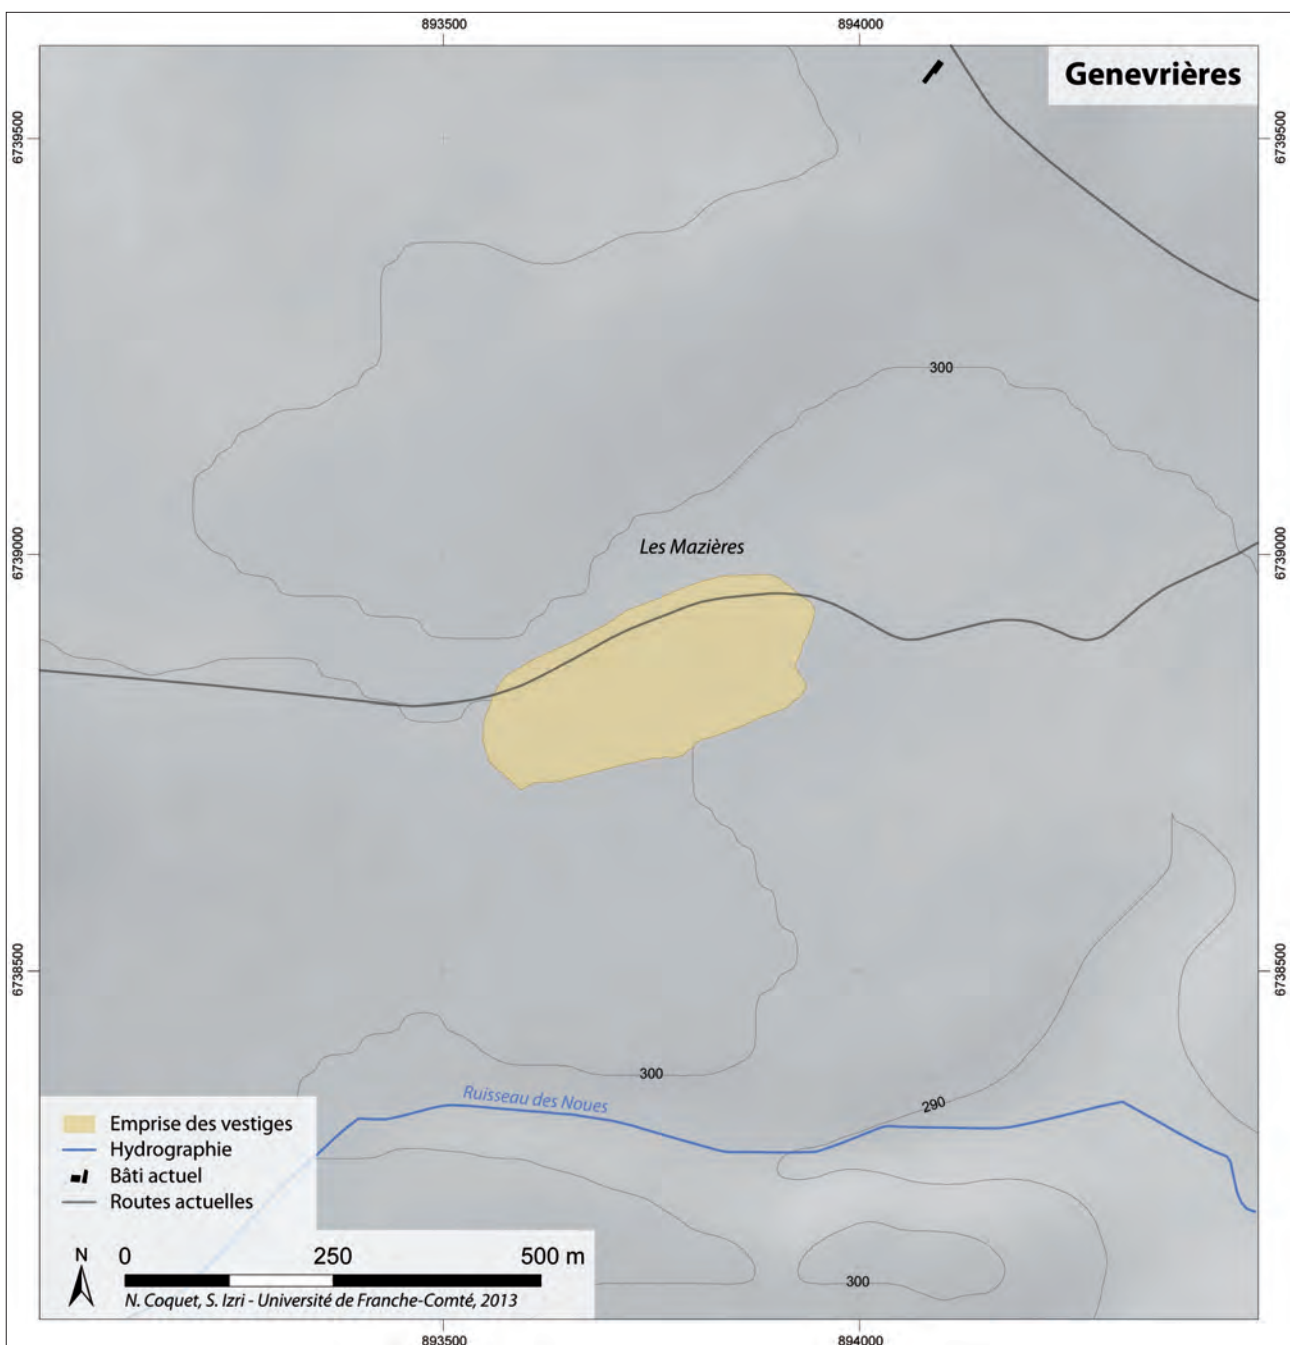 893500
894000
Genevrières
6739500
6739500
300
Les Mazières
6739000
6739000
6738500
6738500
300
Ruisseau des Noues
290
Emprise des vestiges
Hydrographie
Bâti actuel
Routes actuelles
N
0 250 500 m
300
N. Coquet, S. Izri - Université de Franche-Comté, 2013
893500
894000